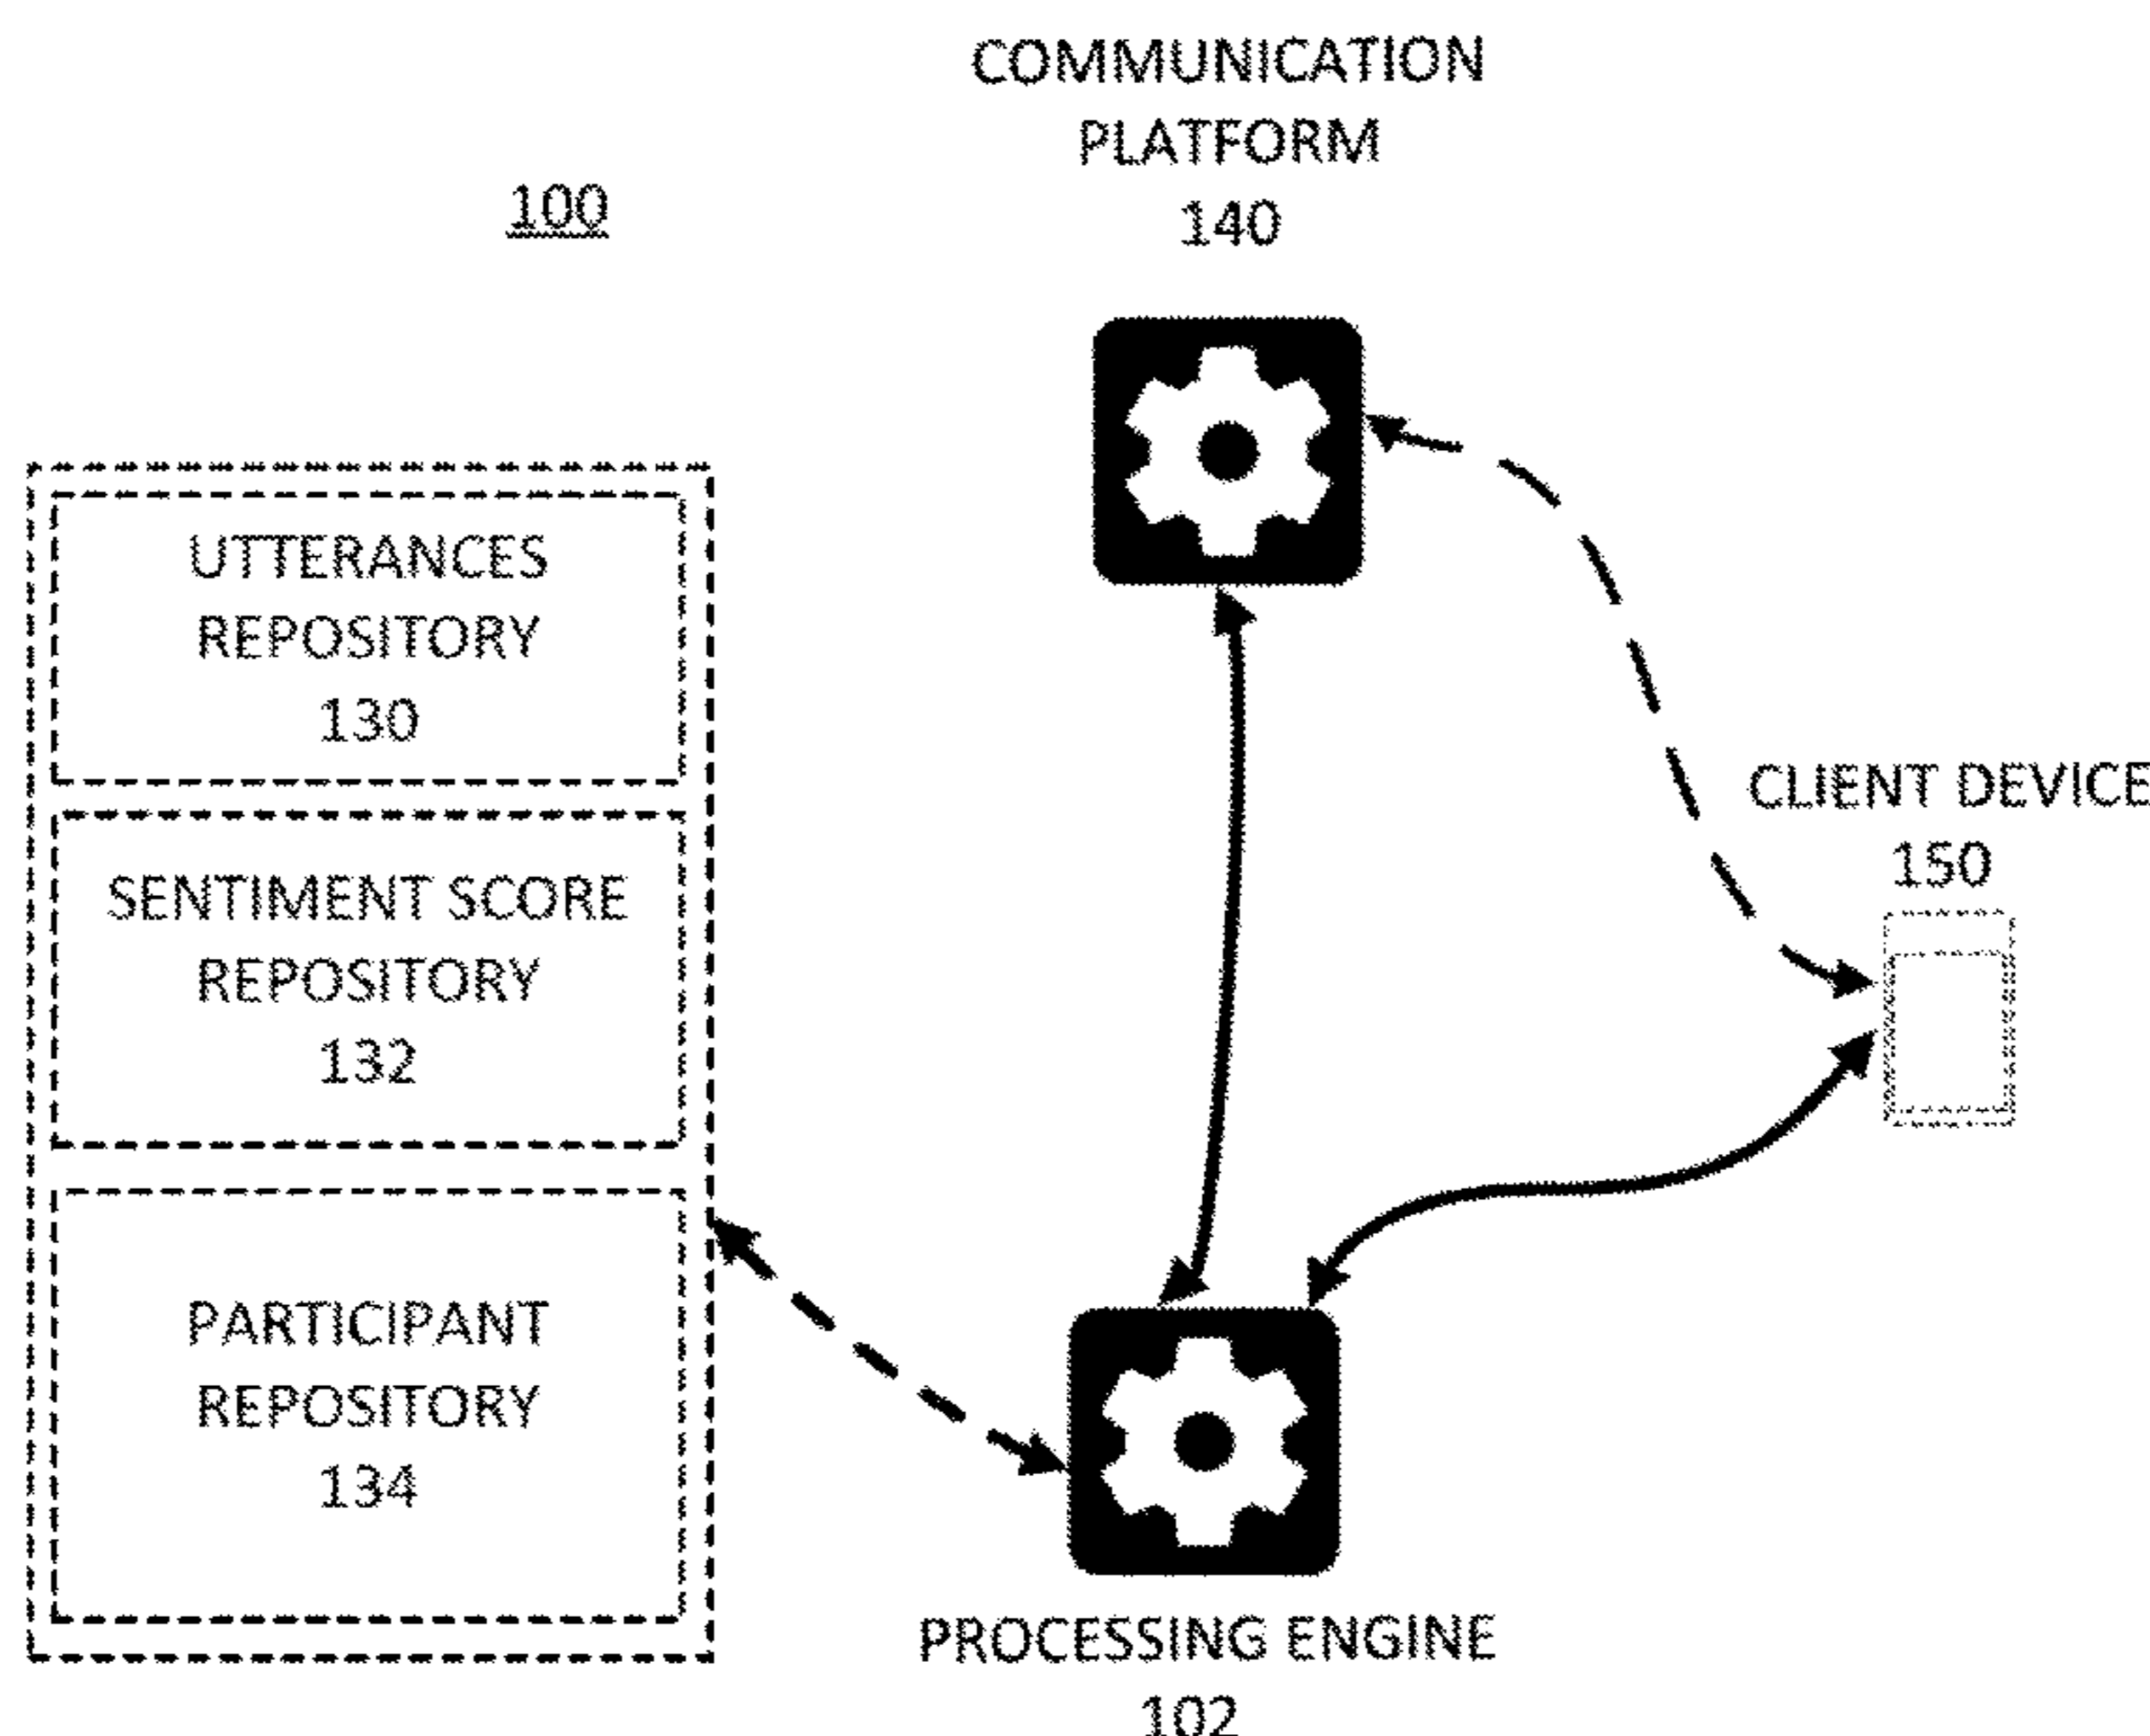 COMMUNICATION
PLATFORM
140
100
UTTERANCES
REPOSITORY
130
SENTIMENT SCORE
REPOSITORY
132
PARTICIPANT
REPOSITORY
134
CLIENT DEVICE
150
PROCESSING ENGINE
102